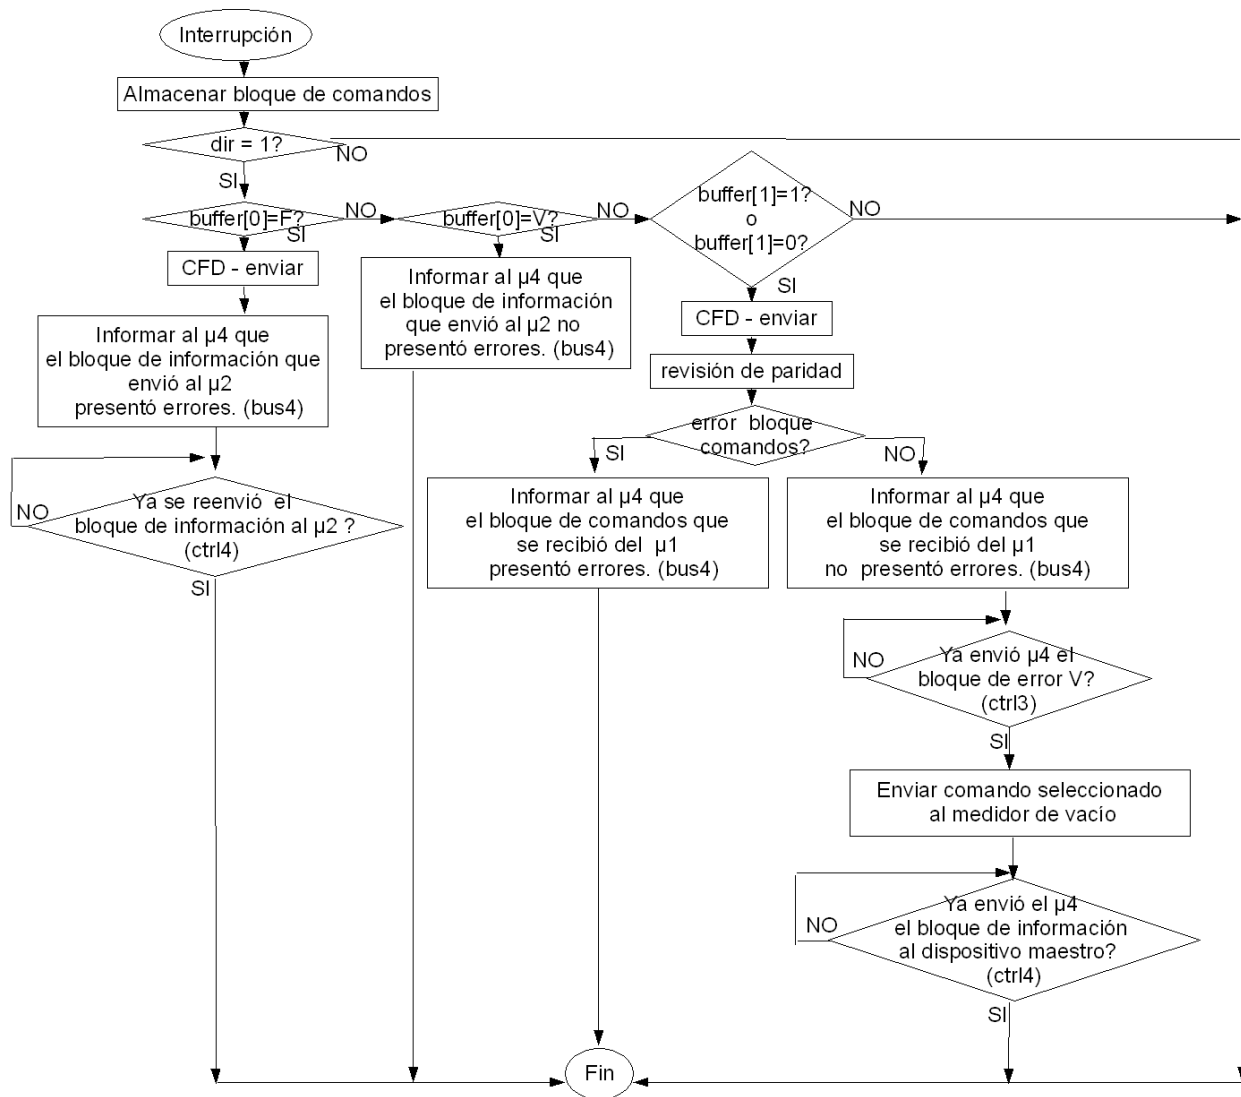 Interrupción
Almacenar bloque de comandos
dir = 1?
NO
SI
buffer[0]=F?
NO
SI
buffer[0]=V?
NO
SI
buffer[1]=1?
o
buffer[1]=0?
NO
SI
CFD - enviar
Informar al µ4 que
el bloque de información que
envió al µ2
presentó errores. (bus4)
Ya se reenvió el
bloque de información al µ2 ?
(ctrl4)
NO
SI
Informar al µ4 que
el bloque de información
que envió al µ2 no
presentó errores. (bus4)
CFD - enviar
revisión de paridad
error bloque
comandos?
SI
NO
Informar al µ4 que
el bloque de comandos que
se recibió del µ1
presentó errores. (bus4)
Informar al µ4 que
el bloque de comandos que
se recibió del µ1
no presentó errores. (bus4)
Ya envió µ4 el
bloque de error V?
(ctrl3)
NO
SI
Enviar comando seleccionado
al medidor de vacío
Ya envió el µ4
el bloque de información
al dispositivo maestro?
(ctrl4)
NO
SI
Fin